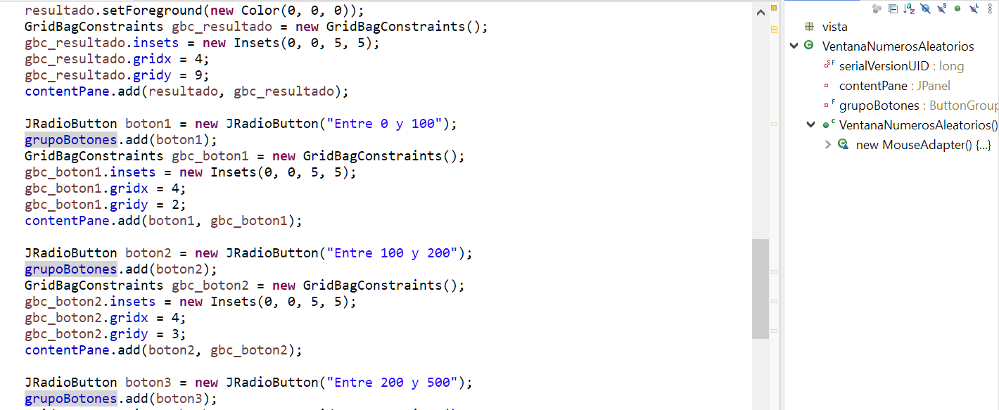 resultado.setForeground(new Color(0, 0, 0));
GridBagConstraints gbc_resultado = new GridBagConstraints();
gbc_resultado.insets = new Insets(0, 0, 5, 5);
gbc_resultado.gridx = 4;
gbc_resultado.gridy = 9;
contentPane.add(resultado, gbc_resultado);
JRadioButton boton1 = new JRadioButton("Entre 0 y 100");
grupoBotones.add(boton1);
GridBagConstraints gbc_boton1 = new GridBagConstraints();
gbc_boton1.insets = new Insets(0, 0, 5, 5);
gbc_boton1.gridx = 4;
gbc_boton1.gridy = 2;
contentPane.add(boton1, gbc_boton1);
JRadioButton boton2 = new JRadioButton("Entre 100 y 200");
grupoBotones.add(boton2);
GridBagConstraints gbc_boton2 = new GridBagConstraints();
gbc_boton2.insets = new Insets(0, 0, 5, 5);
gbc_boton2.gridx = 4;
gbc_boton2.gridy = 3;
contentPane.add(boton2, gbc_boton2);
JRadioButton boton3 = new JRadioButton("Entre 200 y 500");
grupoBotones.add(boton3);
vista
VentanaNumerosAleatorios
serialVersionUID : long
contentPane : JPanel
grupoBotones : ButtonGroup
VentanaNumerosAleatorios()
new MouseAdapter() {...}